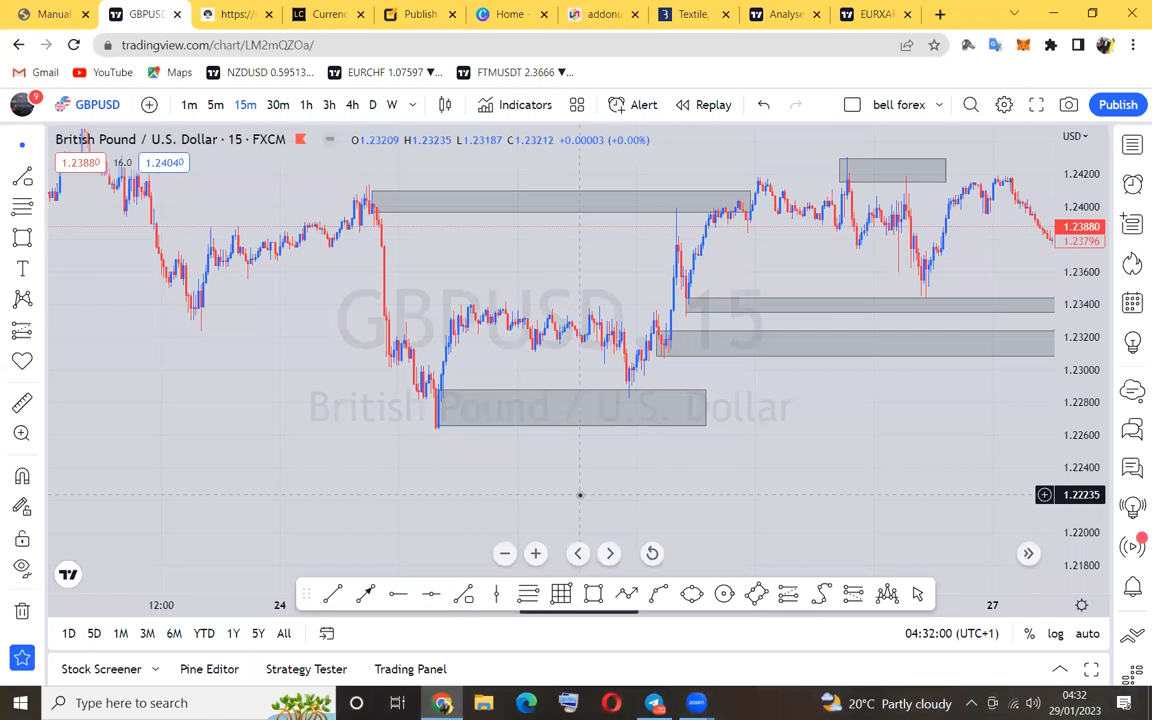 Manual
GBPUSD
https://
Currenc
Publish
Home -
addonu
Textile,
Analyse
EURXAF
tradingview.com/chart/LM2mQZOa/
Gmail
YouTube
Maps
NZDUSD 0.59513...
EURCHF 1.07597 ▼...
FTMUSDT 2.3666 ▼...
9
GBPUSD
1m 5m 15m 30m 1h 3h 4h D W
Indicators
Alert
Replay
bell forex
Publish
British Pound / U.S. Dollar · 15 · FXCM
O1.23209 H1.23235 L1.23187 C1.23212 +0.00003 (+0.00%)
USD
1.23880 16.0 1.24040
1.24200
1.24000
1.23880
1.23796
1.23600
1.23400
1.23200
1.23000
1.22800
1.22600
1.22400
1.22235
1.22000
1.21800
GBPUSD, 15
British Pound / U.S. Dollar
12:00 24 27
1D 5D 1M 3M 6M YTD 1Y 5Y All
04:32:00 (UTC+1)
% log auto
Stock Screener
Pine Editor
Strategy Tester
Trading Panel
Type here to search
20°C Partly cloudy
04:32
29/01/2023